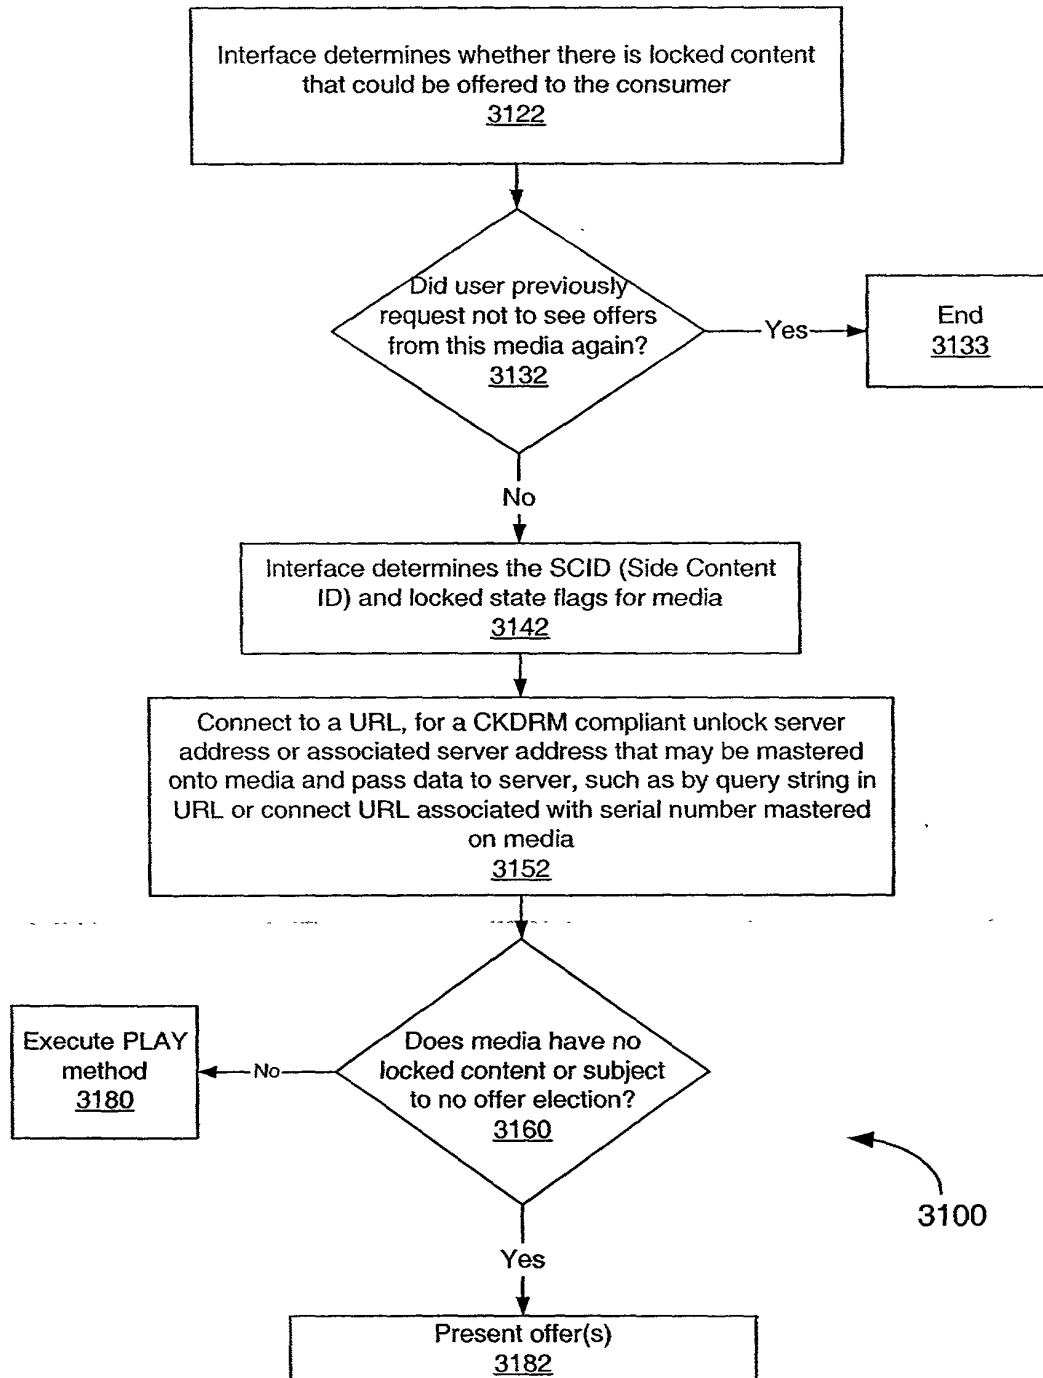 Interface determines whether there is locked content
that could be offered to the consumer
3122
Did user previously
request not to see offers
from this media again?
3132
Yes
End
3133
No
Interface determines the SCID (Side Content
ID) and locked state flags for media
3142
Connect to a URL, for a CKDRM compliant unlock server
address or associated server address that may be mastered
onto media and pass data to server, such as by query string in
URL or connect URL associated with serial number mastered
on media
3152
Does media have no
locked content or subject
to no offer election?
3160
No
Execute PLAY
method
3180
3100
Yes
Present offer(s)
3182